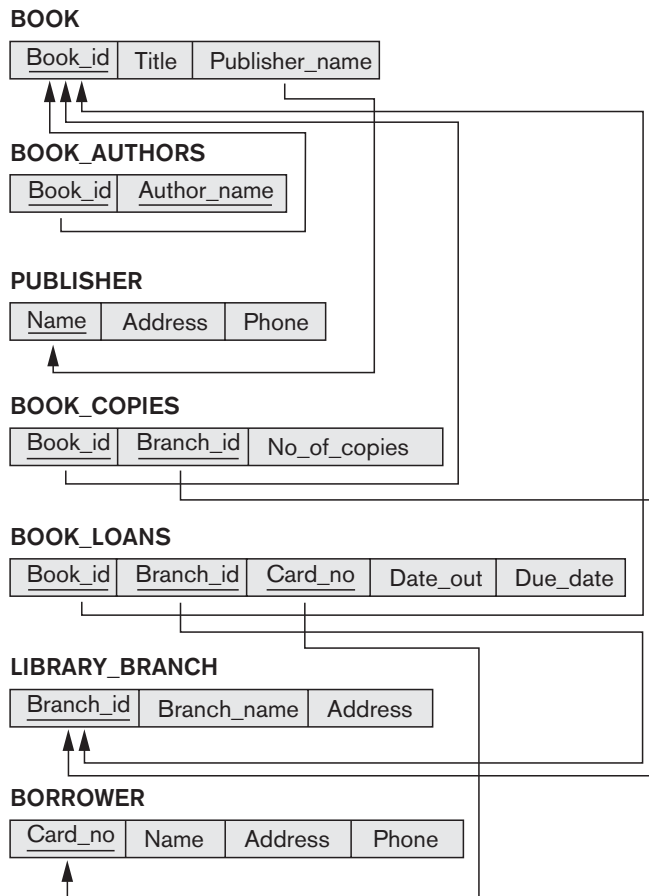 BOOK
Book_id Title Publisher_name
BOOK_AUTHORS
Book_id Author_name
PUBLISHER
Name Address Phone
BOOK_COPIES
Book_id Branch_id No_of_copies
BOOK_LOANS
Book_id Branch_id Card_no Date_out Due_date
LIBRARY_BRANCH
Branch_id Branch_name Address
BORROWER
Card_no Name Address Phone